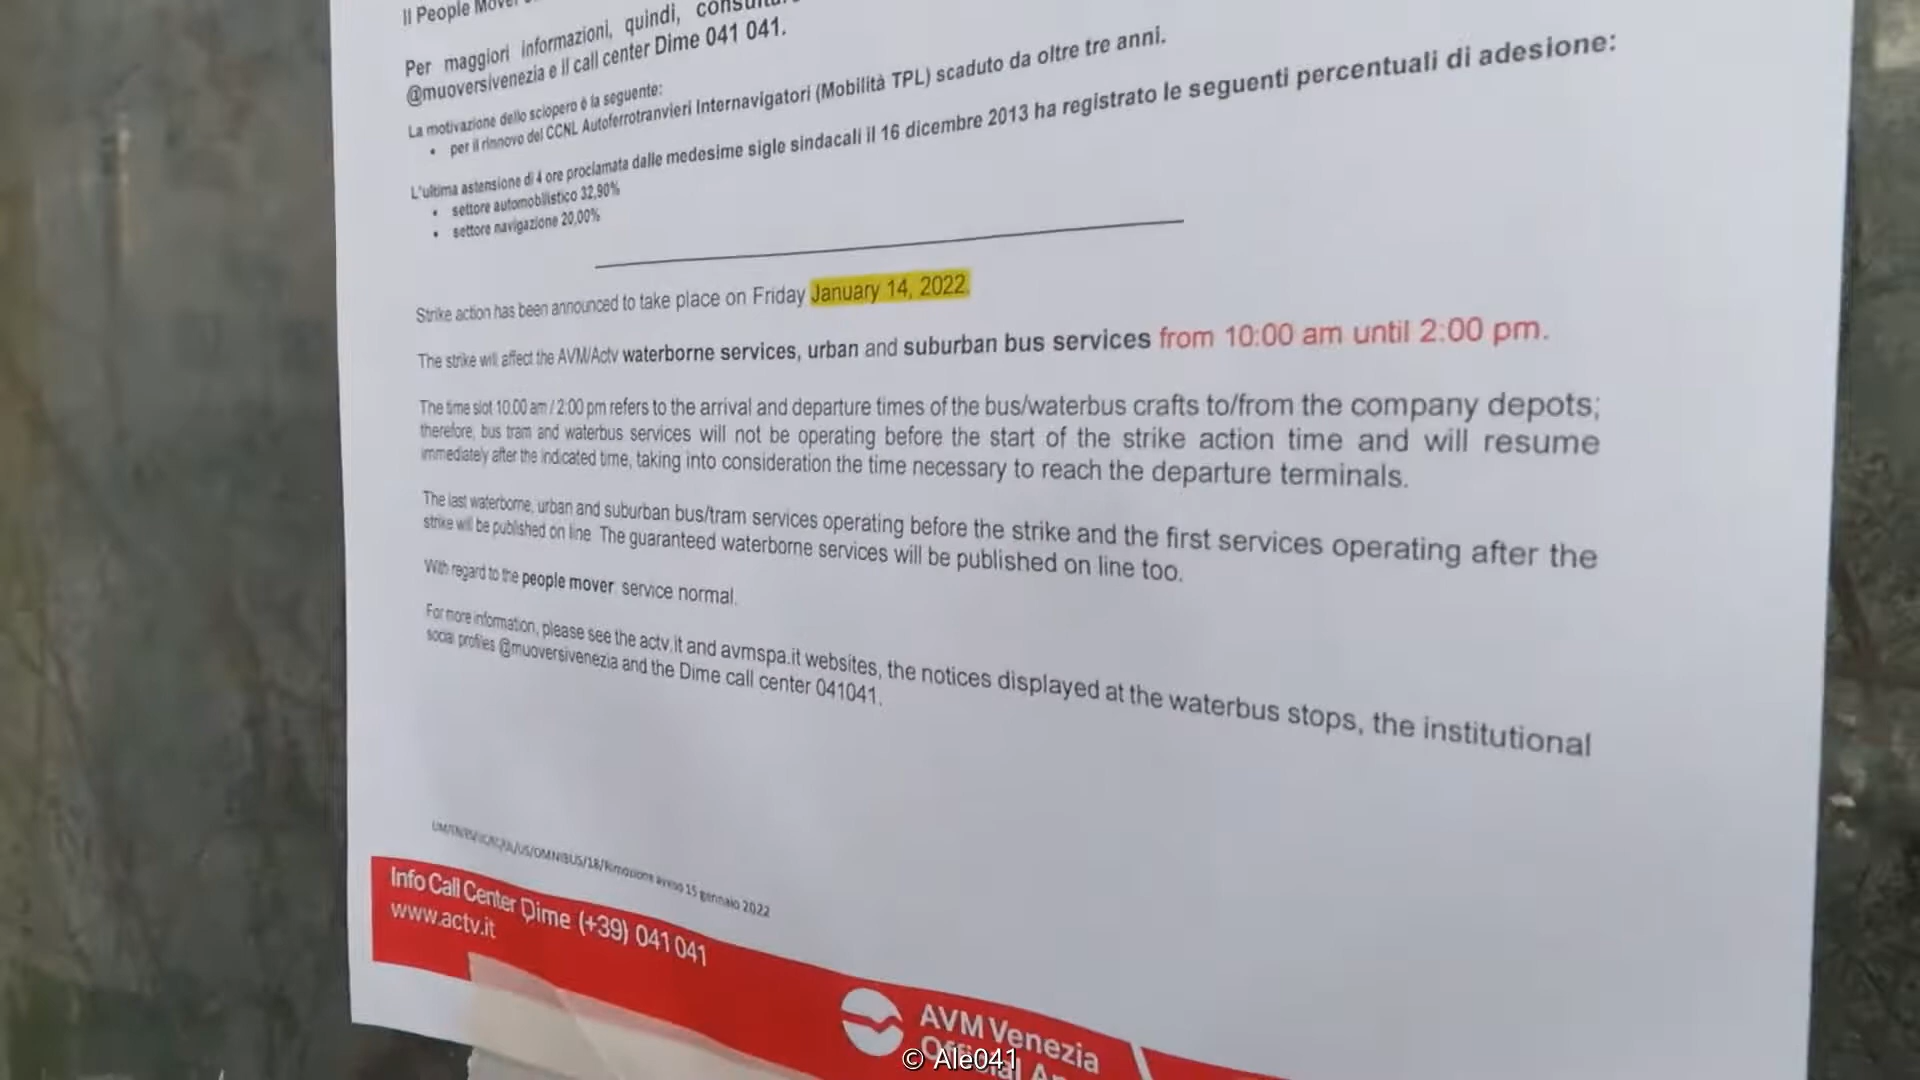 Il People Mover
Per maggiori informazioni, quindi,
@muoversivenezia e il call center Dime 041 041.
La motivazione dello sciopero è la seguente:
• per il rinnovo del CCNL Autoferrotranvieri Internavigatori (Mobilità TPL) scaduto da oltre tre anni.
L'ultima astensione di 4 ore proclamata dalle medesime sigle sindacali il 16 dicembre 2013 ha registrato le seguenti percentuali di adesione:
• settore automobilistico 32,90%
• settore navigazione 20,00%
Strike action has been announced to take place on Friday January 14, 2022.
The strike will affect the AVM/Actv waterborne services, urban and suburban bus services from 10:00 am until 2:00 pm.
The time slot 10.00 am / 2:00 pm refers to the arrival and departure times of the bus/waterbus crafts to/from the company depots;
therefore, bus tram and waterbus services will not be operating before the start of the strike action time and will resume
immediately after the indicated time, taking into consideration the time necessary to reach the departure terminals.
The last waterborne, urban and suburban bus/tram services operating before the strike and the first services operating after the
strike will be published on line. The guaranteed waterborne services will be published on line too.
With regard to the people mover: service normal.
For more information, please see the actv.it and avmspa.it websites, the notices displayed at the waterbus stops, the institutional
social profiles @muoversivenezia and the Dime call center 041041.
/OMNIBUS/18/Rimozione avviso 15 gennaio 2022
Info Call Center Dime (+39) 041 041
www.actv.it
AVM Venezia
Official
© Ale041